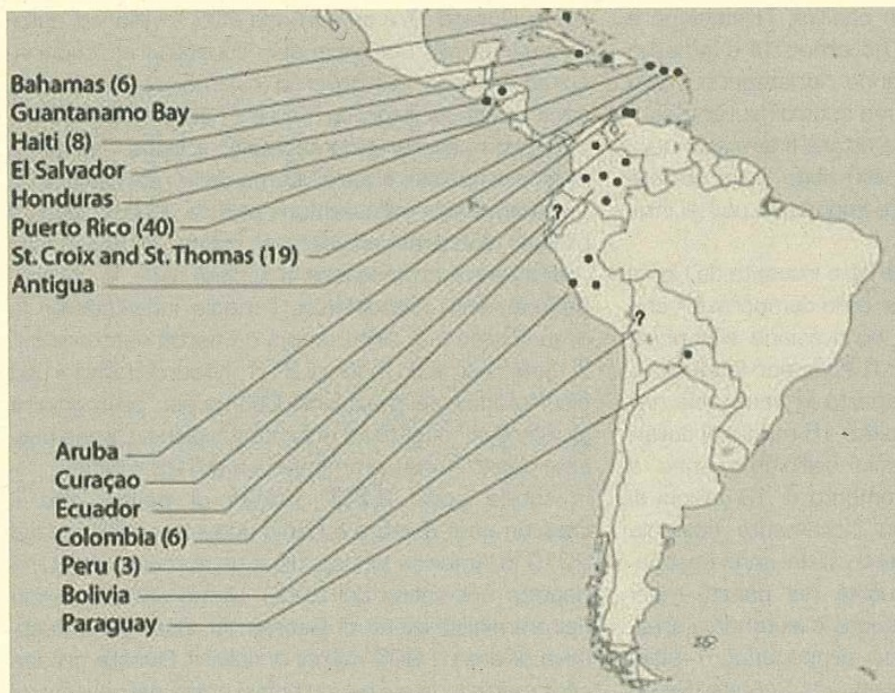 Bahamas (6)
Guantanamo Bay
Haiti (8)
El Salvador
Honduras
Puerto Rico (40)
St. Croix and St. Thomas (19)
Antigua
?
?
Aruba
Curaçao
Ecuador
Colombia (6)
Peru (3)
Bolivia
Paraguay